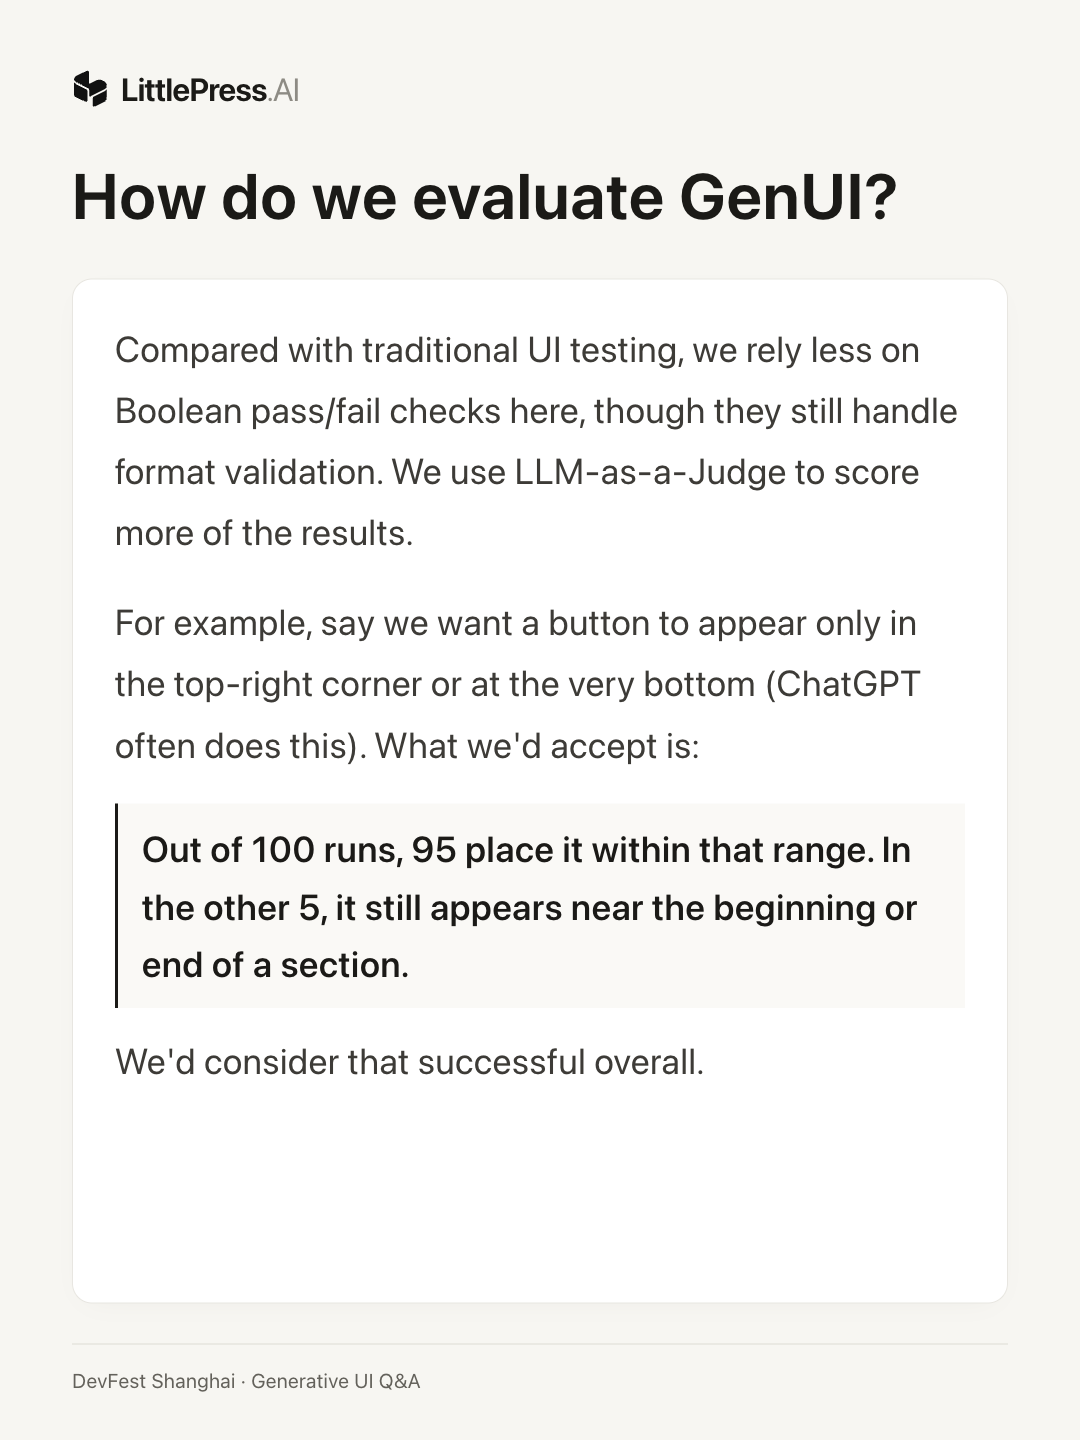 LittlePress.AI
How do we evaluate GenUI?
Compared with traditional UI testing, we rely less on
Boolean pass/fail checks here, though they still handle
format validation. We use LLM-as-a-Judge to score
more of the results.
For example, say we want a button to appear only in
the top-right corner or at the very bottom (ChatGPT
often does this). What we'd accept is:
Out of 100 runs, 95 place it within that range. In
the other 5, it still appears near the beginning or
end of a section.
We'd consider that successful overall.
DevFest Shanghai · Generative UI Q&A